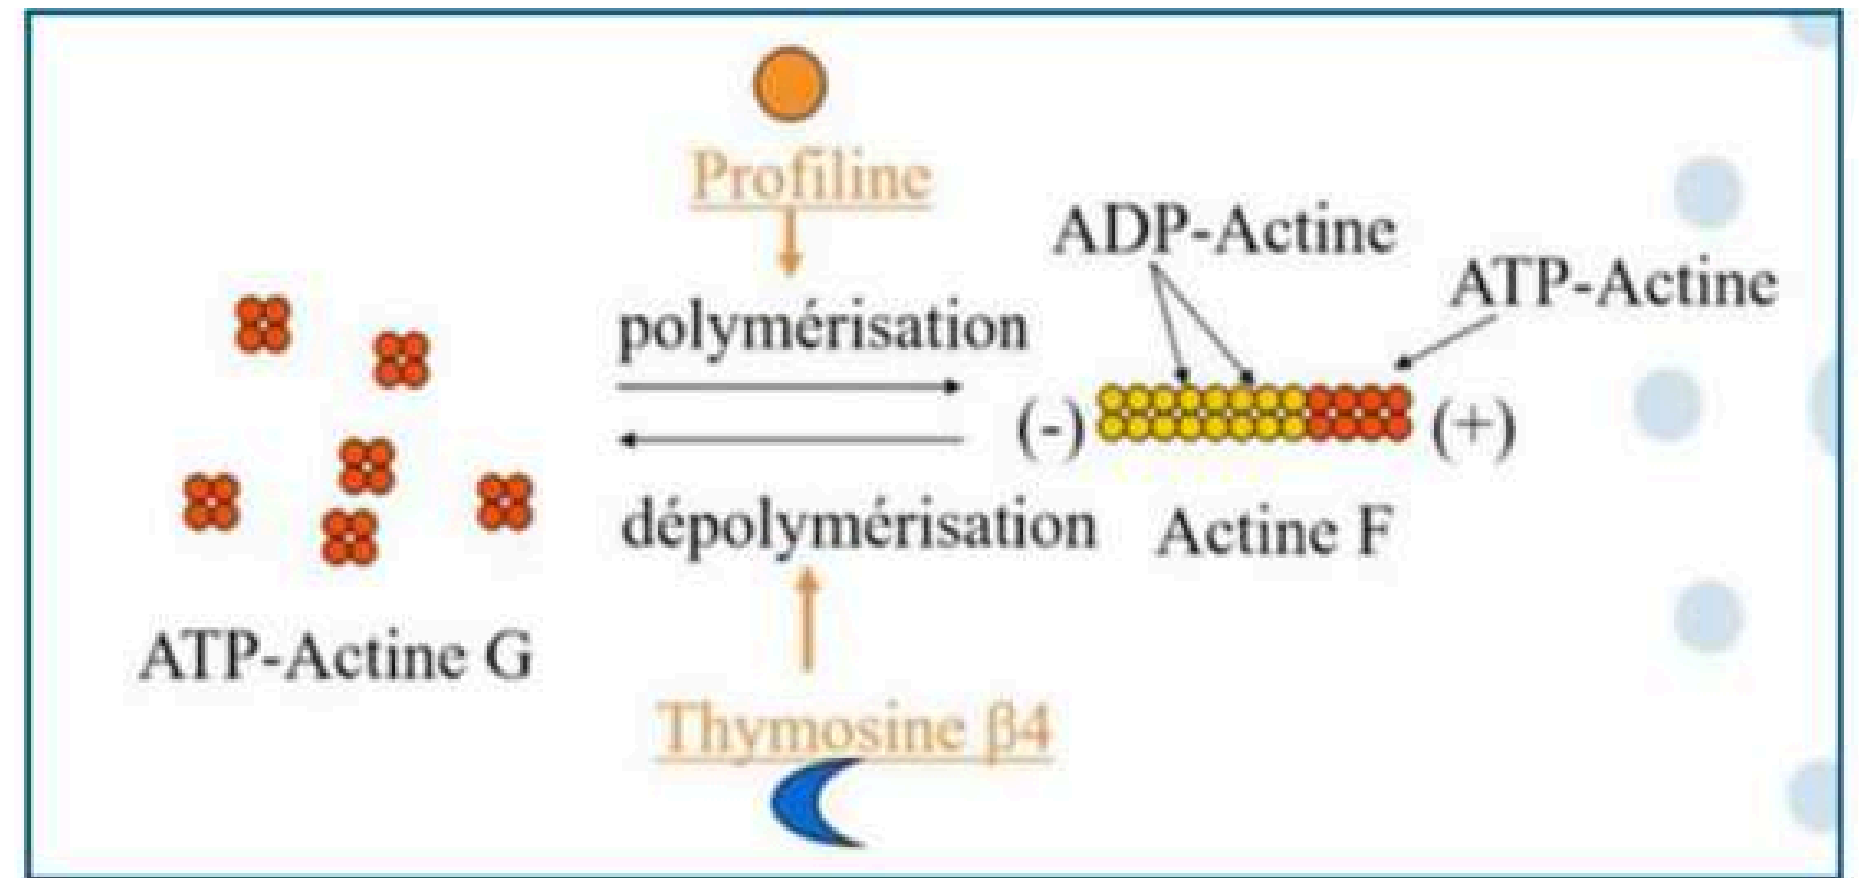 Profiline
ADP-Actine
ATP-Actine
polymérisation
(-)
(+)
dépolymérisation
Actine F
ATP-Actine G
Thymosine β4